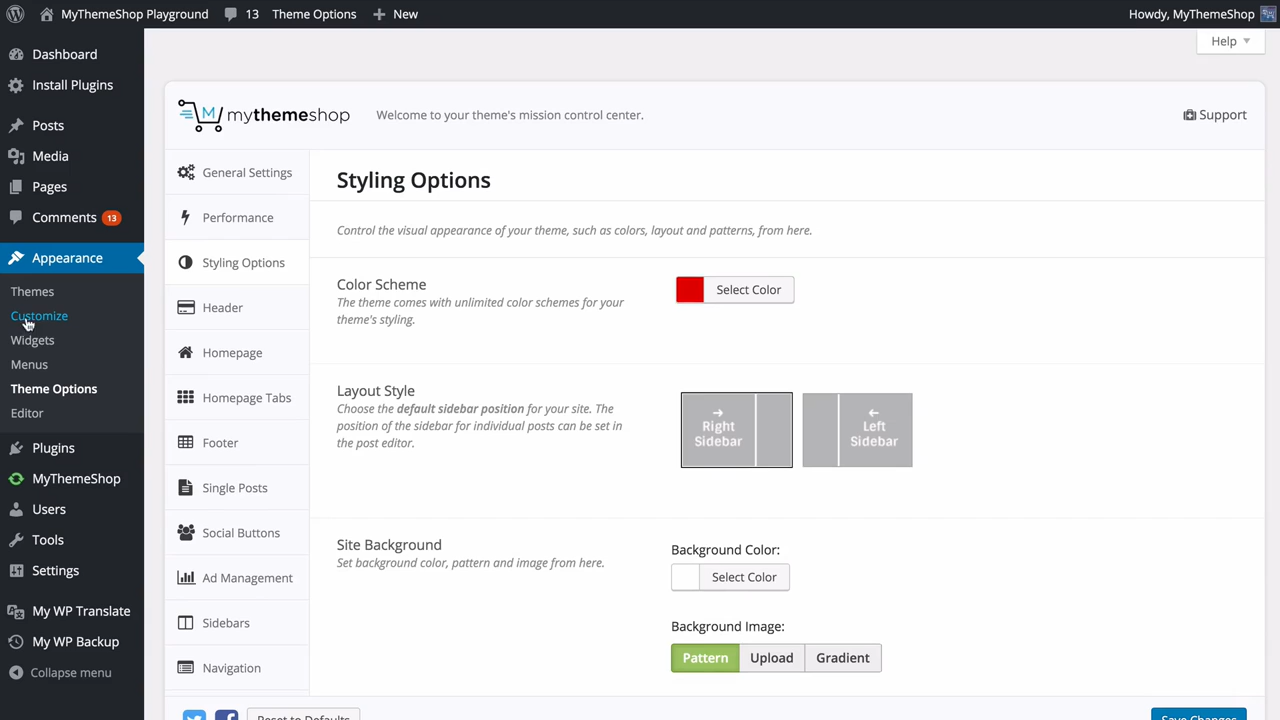 MyThemeShop Playground
13
Theme Options
New
Howdy, MyThemeShop
Help
Dashboard
Install Plugins
Posts
Media
Pages
Comments 13
Appearance
Themes
Customize
Widgets
Menus
Theme Options
Editor
Plugins
MyThemeShop
Users
Tools
Settings
My WP Translate
My WP Backup
Collapse menu
M mythemeshop
Welcome to your theme's mission control center.
Support
General Settings
Performance
Styling Options
Header
Homepage
Homepage Tabs
Footer
Single Posts
Social Buttons
Ad Management
Sidebars
Navigation
Styling Options
Control the visual appearance of your theme, such as colors, layout and patterns, from here.
Color Scheme
The theme comes with unlimited color schemes for your
theme's styling.
Select Color
Layout Style
Choose the default sidebar position for your site. The
position of the sidebar for individual posts can be set in
the post editor.
Right
Sidebar
Left
Sidebar
Site Background
Set background color, pattern and image from here.
Background Color:
Select Color
Background Image:
Pattern
Upload
Gradient
Reset to Defaults
Save Changes